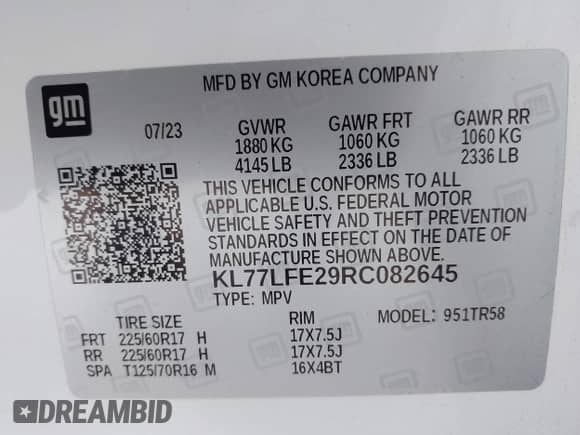 MFD BY GM KOREA COMPANY
gm
07/23 GVWR GAWR FRT GAWR RR
1880 KG 1060 KG 1060 KG
4145 LB 2336 LB 2336 LB
THIS VEHICLE CONFORMS TO ALL
APPLICABLE U.S. FEDERAL MOTOR
VEHICLE SAFETY AND THEFT PREVENTION
STANDARDS IN EFFECT ON THE DATE OF
MANUFACTURE SHOWN ABOVE.
KL77LFE29RC082645
TYPE: MPV
TIRE SIZE RIM MODEL: 951TR58
FRT 225/60R17 H 17X7.5J
RR 225/60R17 H 17X7.5J
SPA T125/70R16 M 16X4BT
DREAMBID